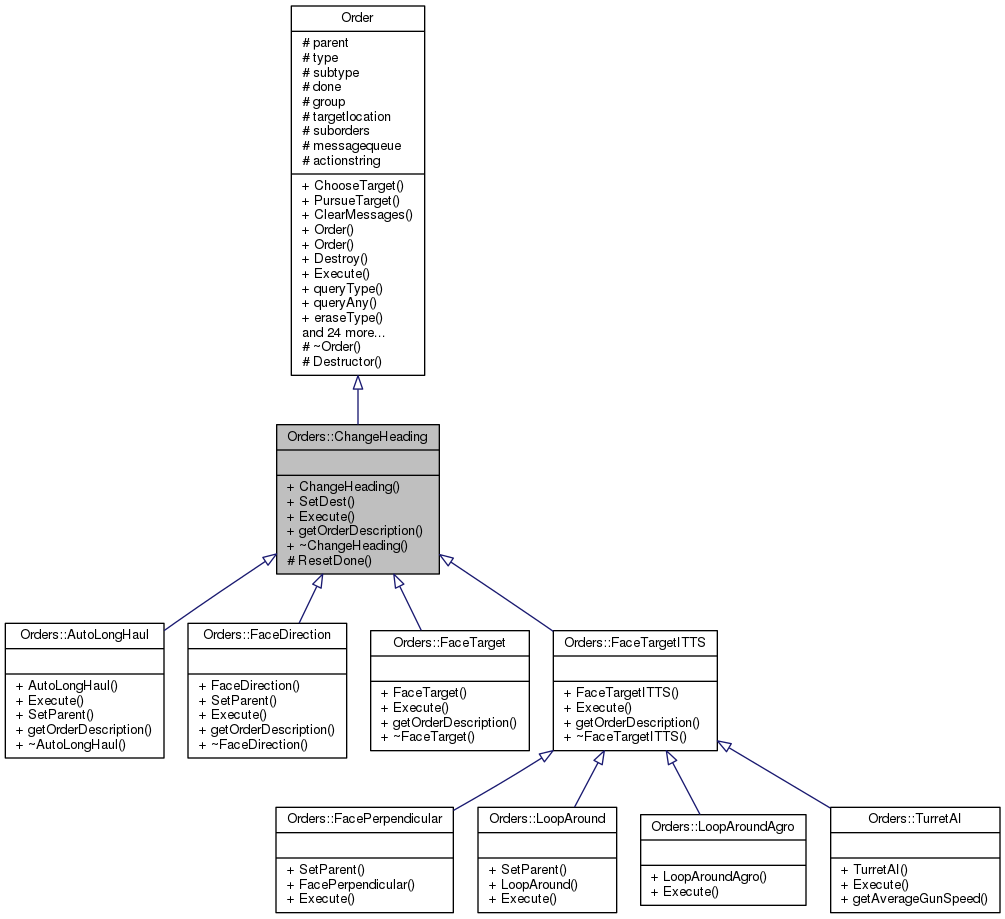 Order
# parent
# type
# subtype
# done
# group
# targetlocation
# suborders
# messagequeue
# actionstring
+ ChooseTarget()
+ PursueTarget()
+ ClearMessages()
+ Order()
+ Order()
+ Destroy()
+ Execute()
+ queryType()
+ queryAny()
+ eraseType()
and 24 more...
# ~Order()
# Destructor()
Orders::ChangeHeading
+ ChangeHeading()
+ SetDest()
+ Execute()
+ getOrderDescription()
+ ~ChangeHeading()
# ResetDone()
Orders::AutoLongHaul
+ AutoLongHaul()
+ Execute()
+ SetParent()
+ getOrderDescription()
+ ~AutoLongHaul()
Orders::FaceDirection
+ FaceDirection()
+ SetParent()
+ Execute()
+ getOrderDescription()
+ ~FaceDirection()
Orders::FaceTarget
+ FaceTarget()
+ Execute()
+ getOrderDescription()
+ ~FaceTarget()
Orders::FaceTargetITTS
+ FaceTargetITTS()
+ Execute()
+ getOrderDescription()
+ ~FaceTargetITTS()
Orders::FacePerpendicular
+ SetParent()
+ FacePerpendicular()
+ Execute()
Orders::LoopAround
+ SetParent()
+ LoopAround()
+ Execute()
Orders::LoopAroundAgro
+ LoopAroundAgro()
+ Execute()
Orders::TurretAI
+ TurretAI()
+ Execute()
+ getAverageGunSpeed()